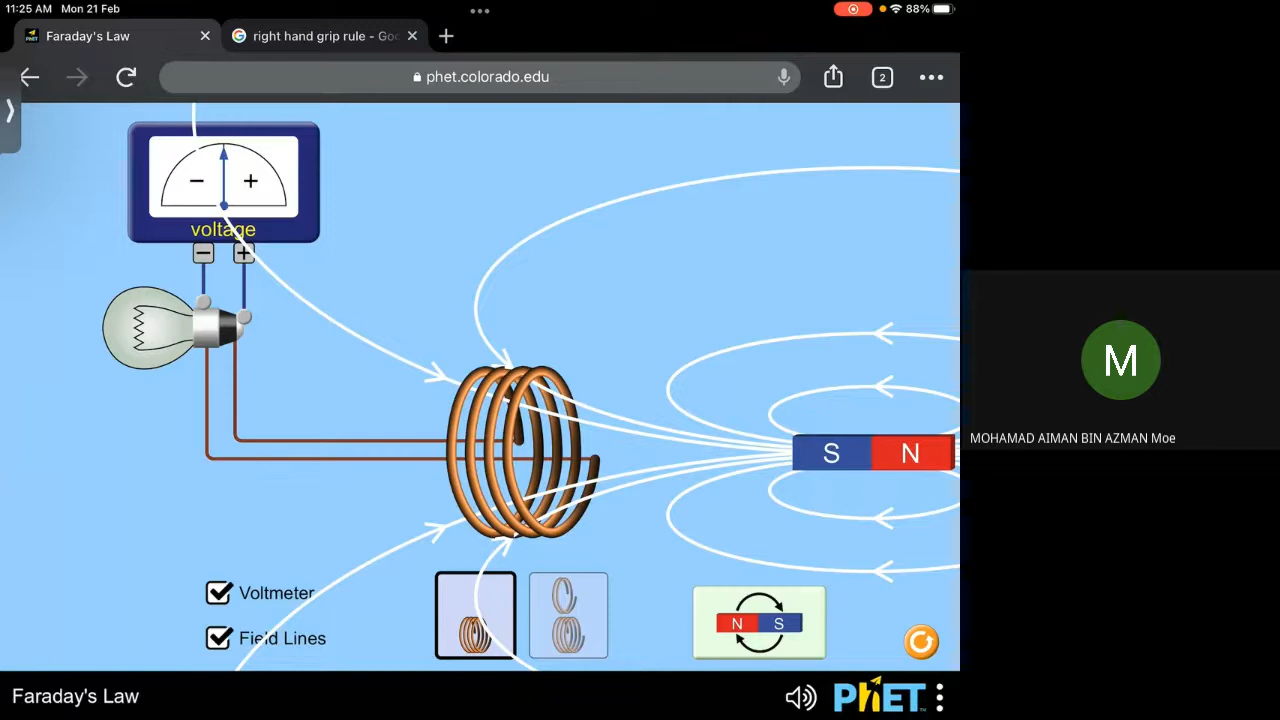 11:25 AM Mon 21 Feb
88%
Faraday's Law
right hand grip rule - Goo
phet.colorado.edu
2
− +
voltage
− +
S N
Voltmeter
Field Lines
N S
Faraday's Law
PhET
M
MOHAMAD AIMAN BIN AZMAN Moe